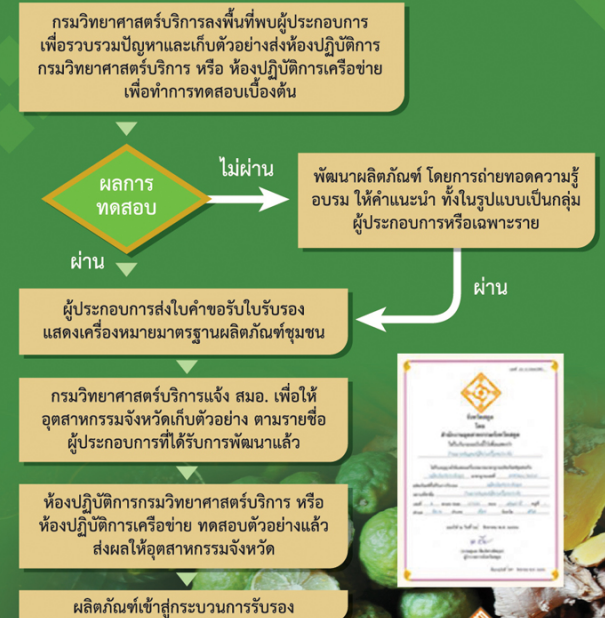 กรมวิทยาศาสตร์บริการลงพื้นที่พบผู้ประกอบการ
เพื่อรวบรวมปัญหาและเก็บตัวอย่างส่งห้องปฏิบัติการ
กรมวิทยาศาสตร์บริการ หรือ ห้องปฏิบัติการเครือข่าย
เพื่อทำการทดสอบเบื้องต้น
ผลการ
ทดสอบ
ไม่ผ่าน
พัฒนาผลิตภัณฑ์ โดยการถ่ายทอดความรู้
อบรม ให้คำแนะนำ ทั้งในรูปแบบเป็นกลุ่ม
ผู้ประกอบการหรือเฉพาะราย
ผ่าน
ผ่าน
ผู้ประกอบการส่งใบคำขอรับใบรับรอง
แสดงเครื่องหมายมาตรฐานผลิตภัณฑ์ชุมชน
กรมวิทยาศาสตร์บริการแจ้ง สมอ. เพื่อให้
อุตสาหกรรมจังหวัดเก็บตัวอย่าง ตามรายชื่อ
ผู้ประกอบการที่ได้รับการพัฒนาแล้ว
ห้องปฏิบัติการกรมวิทยาศาสตร์บริการ หรือ
ห้องปฏิบัติการเครือข่าย ทดสอบตัวอย่างแล้ว
ส่งผลให้อุตสาหกรรมจังหวัด
ผลิตภัณฑ์เข้าสู่กระบวนการรับรอง
โดย